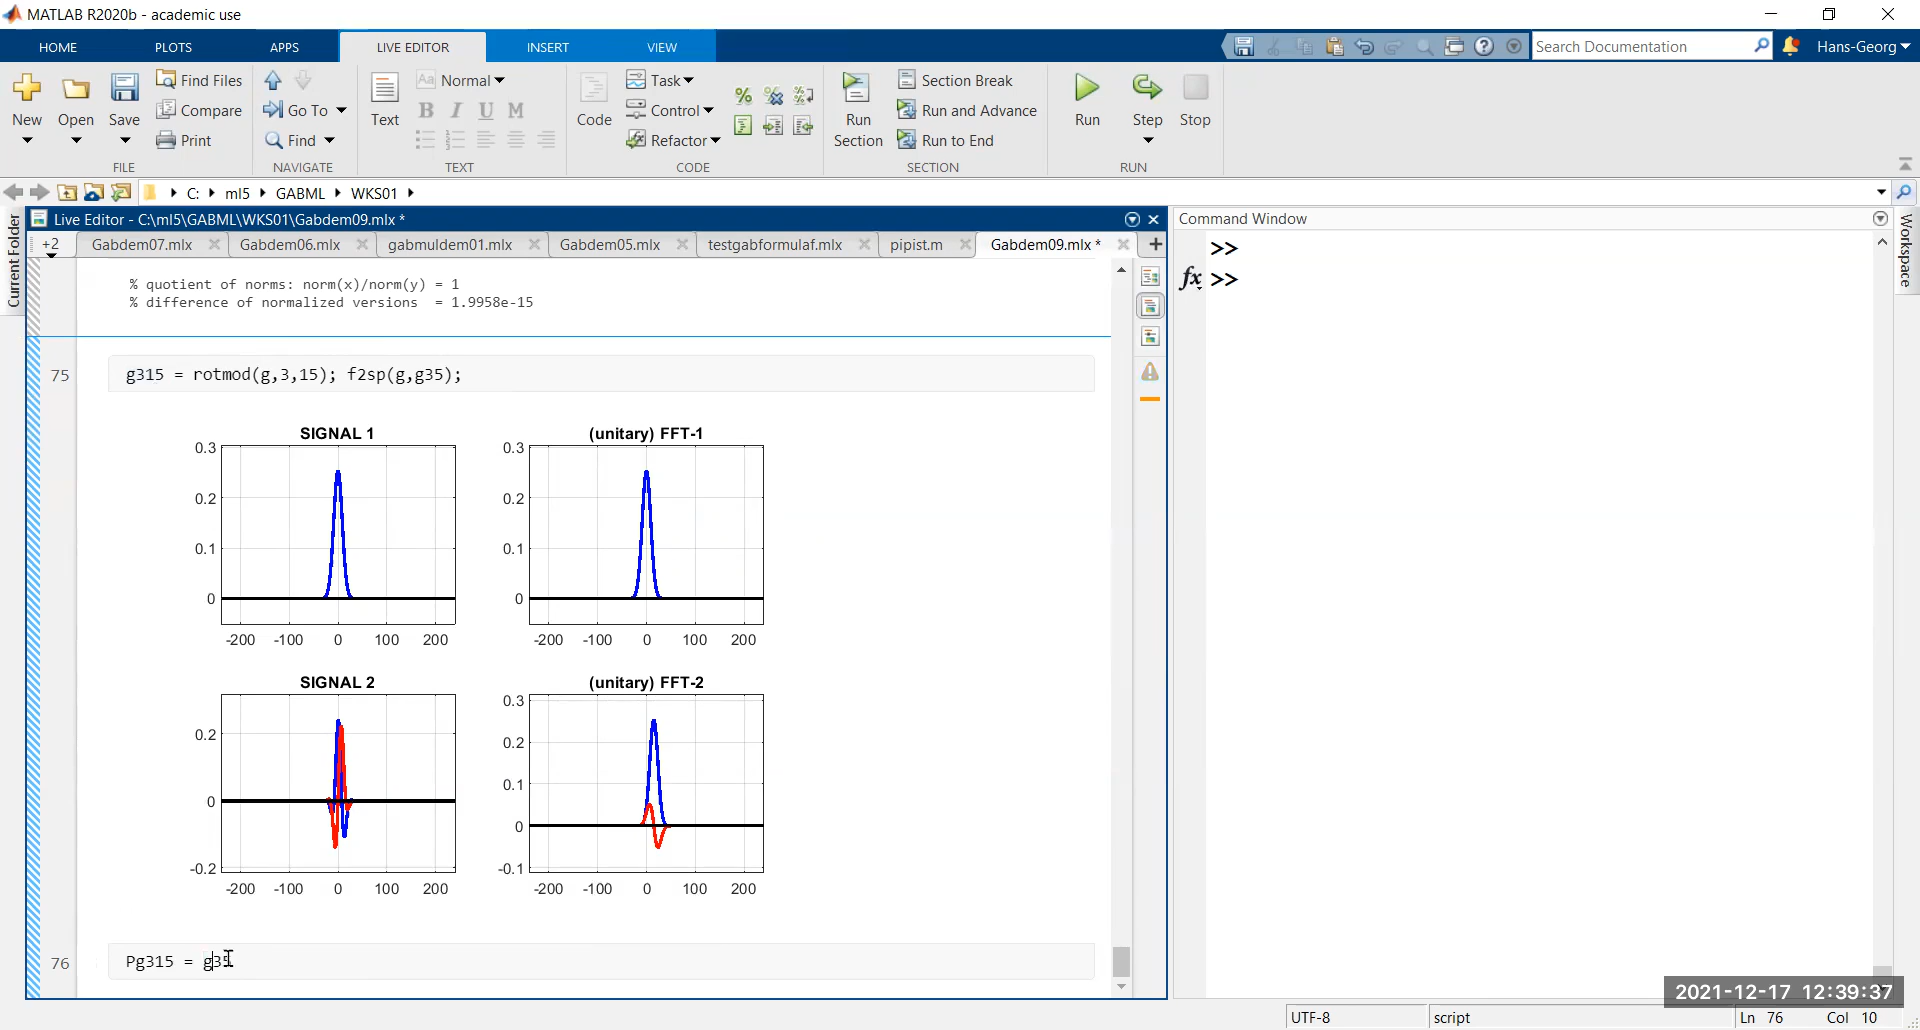 MATLAB R2020b - academic use
HOME PLOTS APPS LIVE EDITOR INSERT VIEW Search Documentation Hans-Georg
New Open Save Find Files Compare Print FILE
Go To Find NAVIGATE
Text Aa Normal B I U M TEXT
Code Task Control Refactor CODE
Run Section Section Break Run and Advance Run to End SECTION
Run Step Stop RUN
C: ml5 GABML WKS01
Current Folder
Live Editor - C:\ml5\GABML\WKS01\Gabdem09.mlx *
+2 Gabdem07.mlx Gabdem06.mlx gabmuldem01.mlx Gabdem05.mlx testgabformulaf.mlx pipist.m Gabdem09.mlx * +
% quotient of norms: norm(x)/norm(y) = 1
% difference of normalized versions = 1.9958e-15
75 g315 = rotmod(g,3,15); f2sp(g,g35);
SIGNAL 1
0.3
0.2
0.1
0
-200 -100 0 100 200
(unitary) FFT-1
0.3
0.2
0.1
0
-200 -100 0 100 200
SIGNAL 2
0.2
0
-0.2
-200 -100 0 100 200
(unitary) FFT-2
0.3
0.2
0.1
0
-0.1
-200 -100 0 100 200
76 Pg315 = g35
Command Window
>>
fx >>
Workspace
2021-12-17 12:39:37
UTF-8 script Ln 76 Col 10